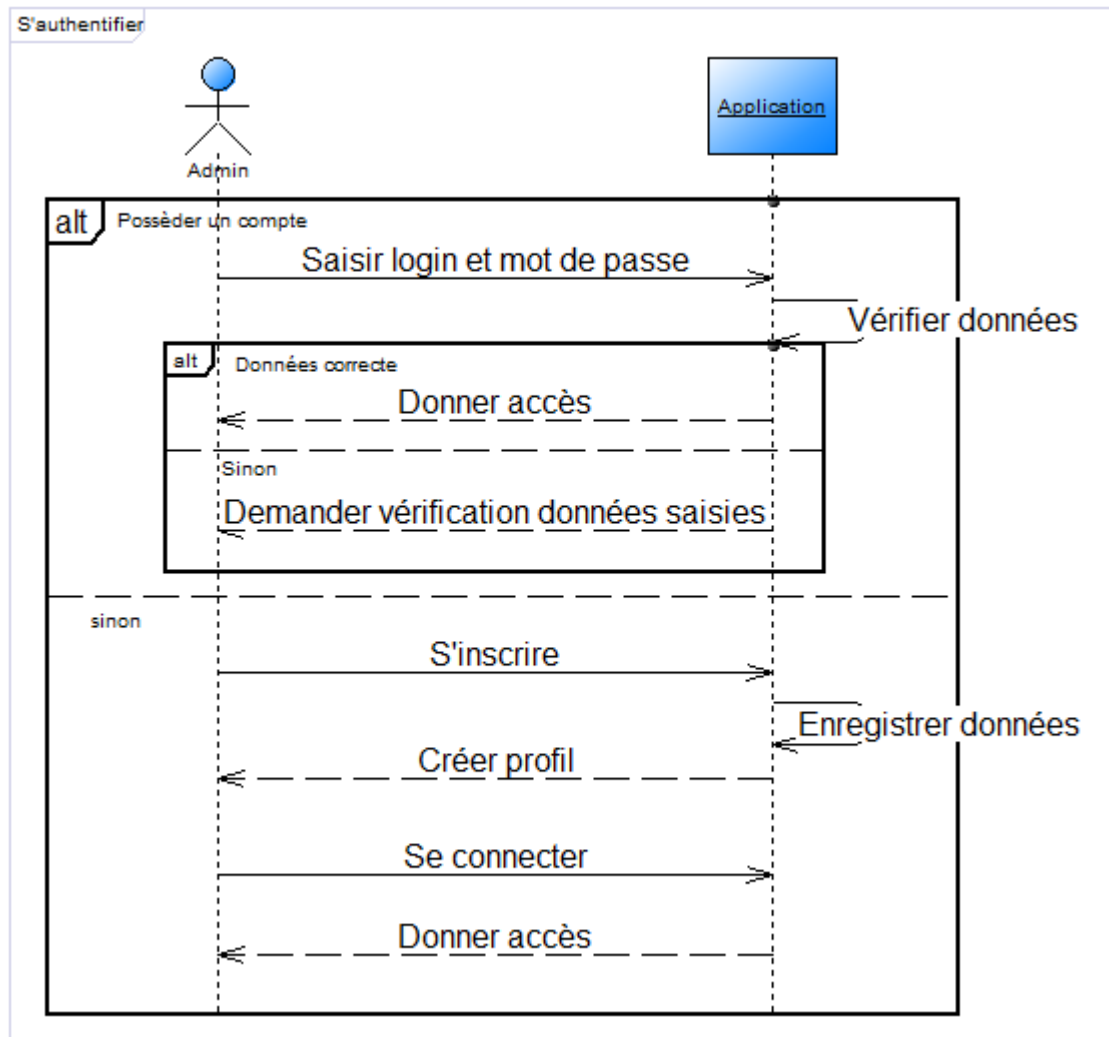 S'authentifier
Application
Admin
alt
Possèder un compte
Saisir login et mot de passe
Vérifier données
alt
Données correcte
Donner accès
Sinon
Demander vérification données saisies
sinon
S'inscrire
Enregistrer données
Créer profil
Se connecter
Donner accès